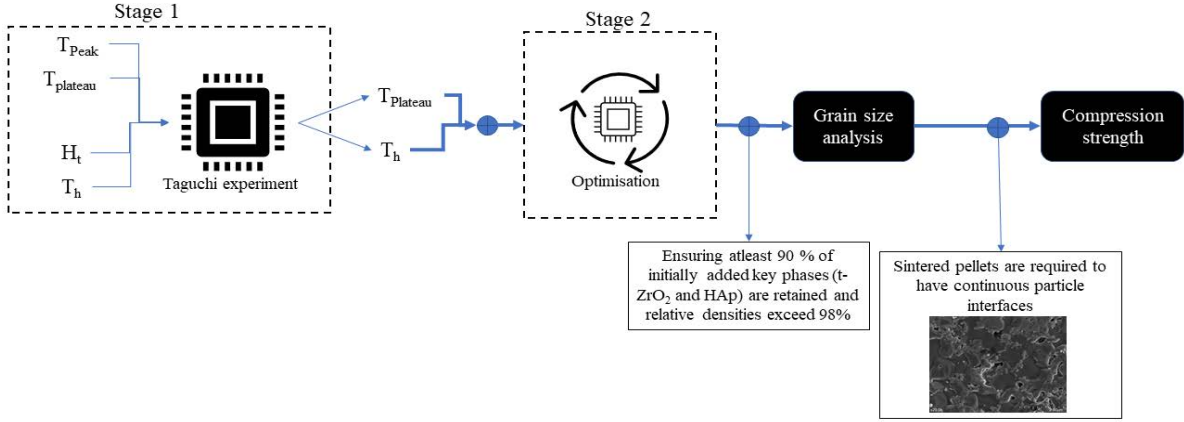 Stage 1
T_Peak
T_plateau
H_t
T_h
Taguchi experiment
T_Plateau
T_h
Stage 2
Optimisation
Grain size
analysis
Compression
strength
Ensuring atleast 90 % of
initially added key phases (t-
ZrO₂ and HAp) are retained and
relative densities exceed 98%
Sintered pellets are required to
have continuous particle
interfaces